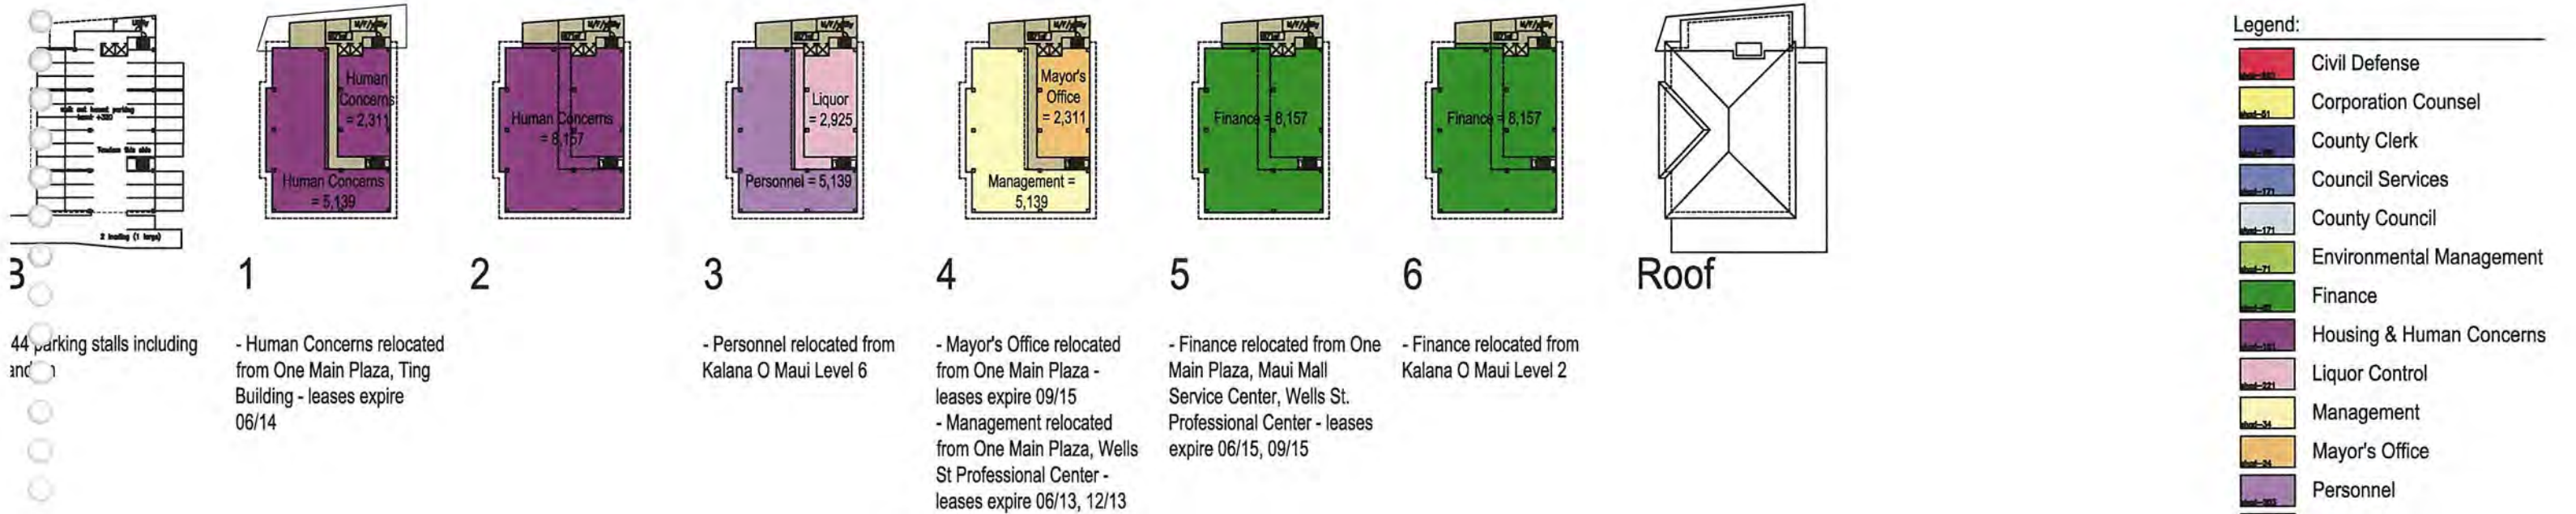 Human
Concerns
= 2,311
Human Concerns
= 5,139
Human Concerns
= 8,157
Liquor
= 2,925
Personnel = 5,139
Mayor's
Office
= 2,311
Management =
5,139
Finance = 8,157
Finance = 8,157
Tandem this side
2 loading (1 large)
1
2
3
4
5
6
Roof
44 parking stalls including
- Human Concerns relocated
from One Main Plaza, Ting
Building - leases expire
06/14
- Personnel relocated from
Kalana O Maui Level 6
- Mayor's Office relocated
from One Main Plaza -
leases expire 09/15
- Management relocated
from One Main Plaza, Wells
St Professional Center -
leases expire 06/13, 12/13
- Finance relocated from One
Main Plaza, Maui Mall
Service Center, Wells St.
Professional Center - leases
expire 06/15, 09/15
- Finance relocated from
Kalana O Maui Level 2
Legend:
Civil Defense
Corporation Counsel
County Clerk
Council Services
County Council
Environmental Management
Finance
Housing & Human Concerns
Liquor Control
Management
Mayor's Office
Personnel